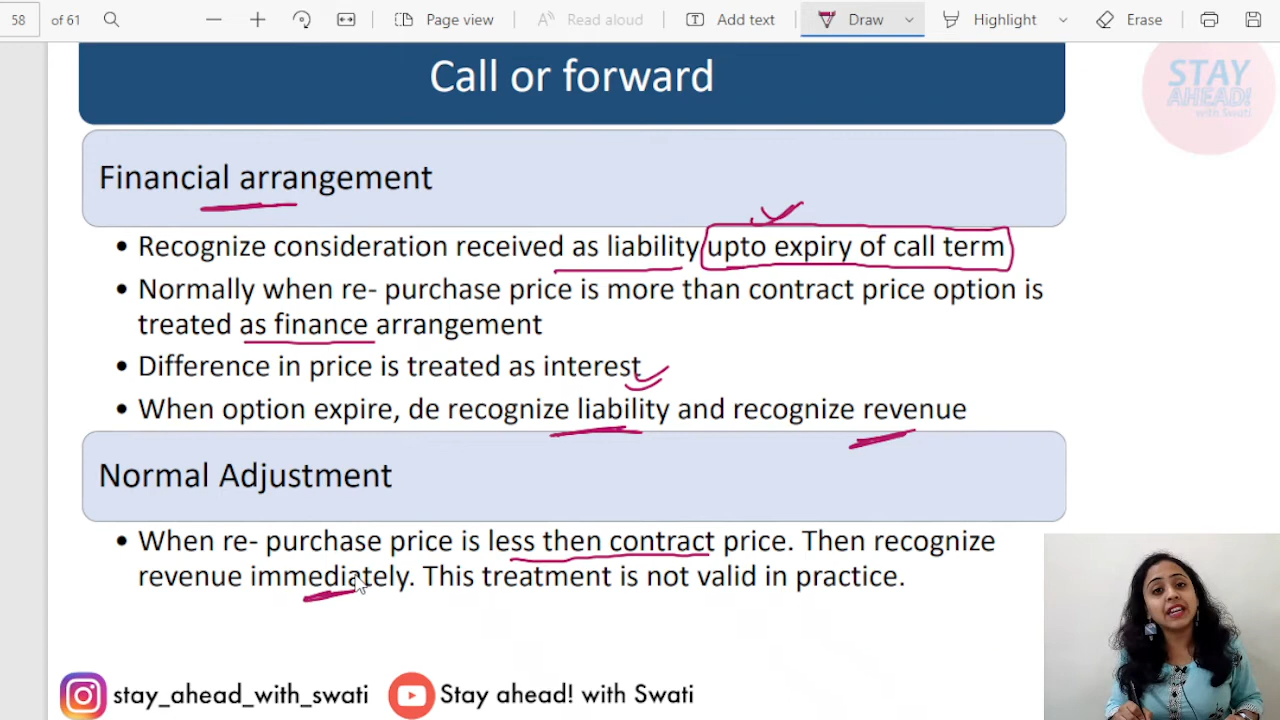 58 of 61 Page view Read aloud Add text Draw Highlight Erase
Call or forward
STAY
AHEAD!
with Swati
Financial arrangement
• Recognize consideration received as liability upto expiry of call term
• Normally when re- purchase price is more than contract price option is
treated as finance arrangement
• Difference in price is treated as interest
• When option expire, de recognize liability and recognize revenue
Normal Adjustment
• When re- purchase price is less then contract price. Then recognize
revenue immediately. This treatment is not valid in practice.
stay_ahead_with_swati Stay ahead! with Swati